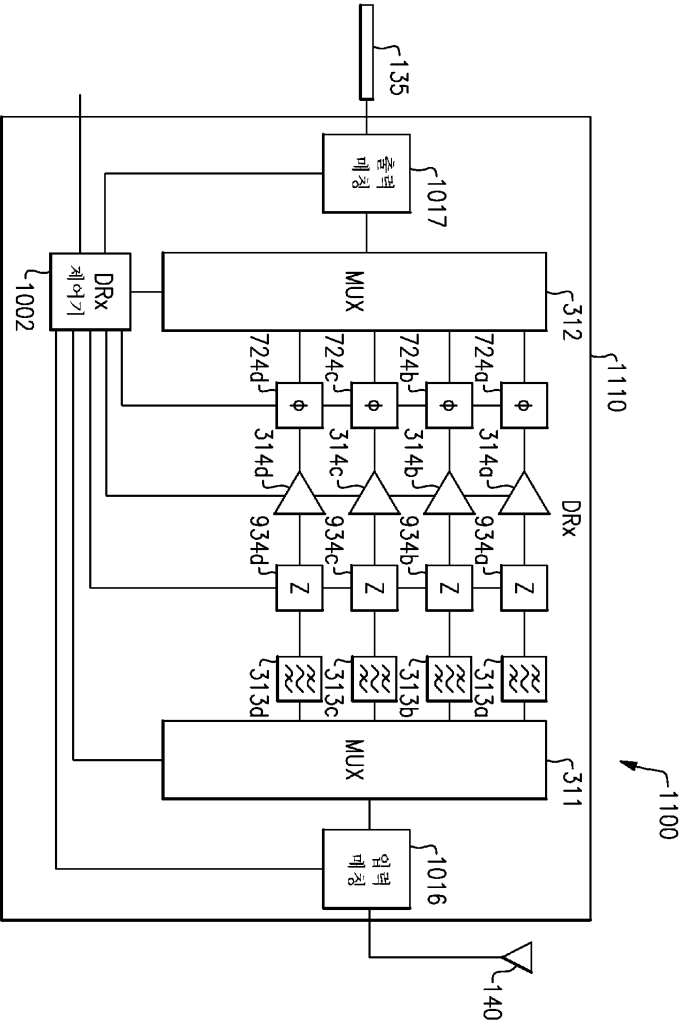 1100
1110
312
DRx
311
φ
Z
724a
314a
934a
313a
140
φ
Z
1017
724b
314b
934b
313b
1016
135
출력
매칭
MUX
φ
Z
724c
314c
934c
313c
MUX
입력
매칭
φ
Z
724d
314d
934d
313d
DRx
제어기
1002